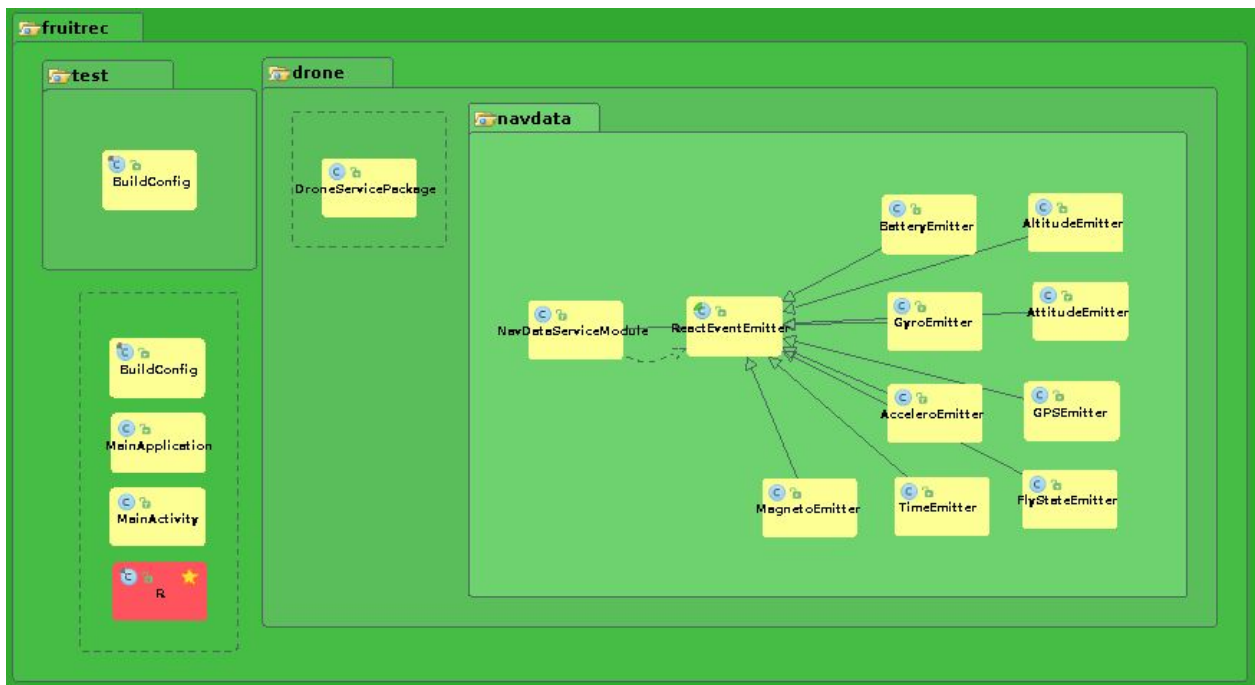 fruitrec
test
drone
navdata
BuildConfig
DroneServicePackage
BatteryEmitter
AltitudeEmitter
NavDataServiceModule
ReactEventEmitter
GyroEmitter
AttitudeEmitter
BuildConfig
MainApplication
AcceleroEmitter
GPSEmitter
MainActivity
MagnetoEmitter
TimeEmitter
FlyStateEmitter
R